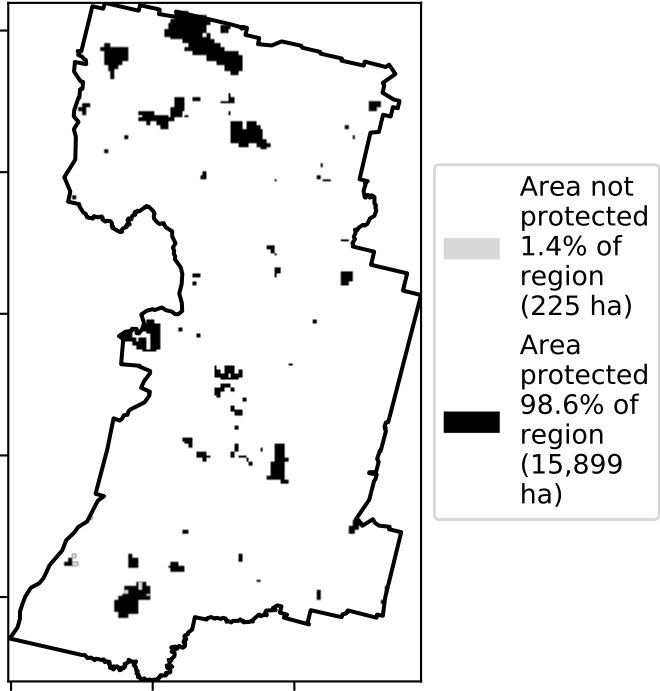 Area not
protected
1.4% of
region
(225 ha)
Area
protected
98.6% of
region
(15,899
ha)